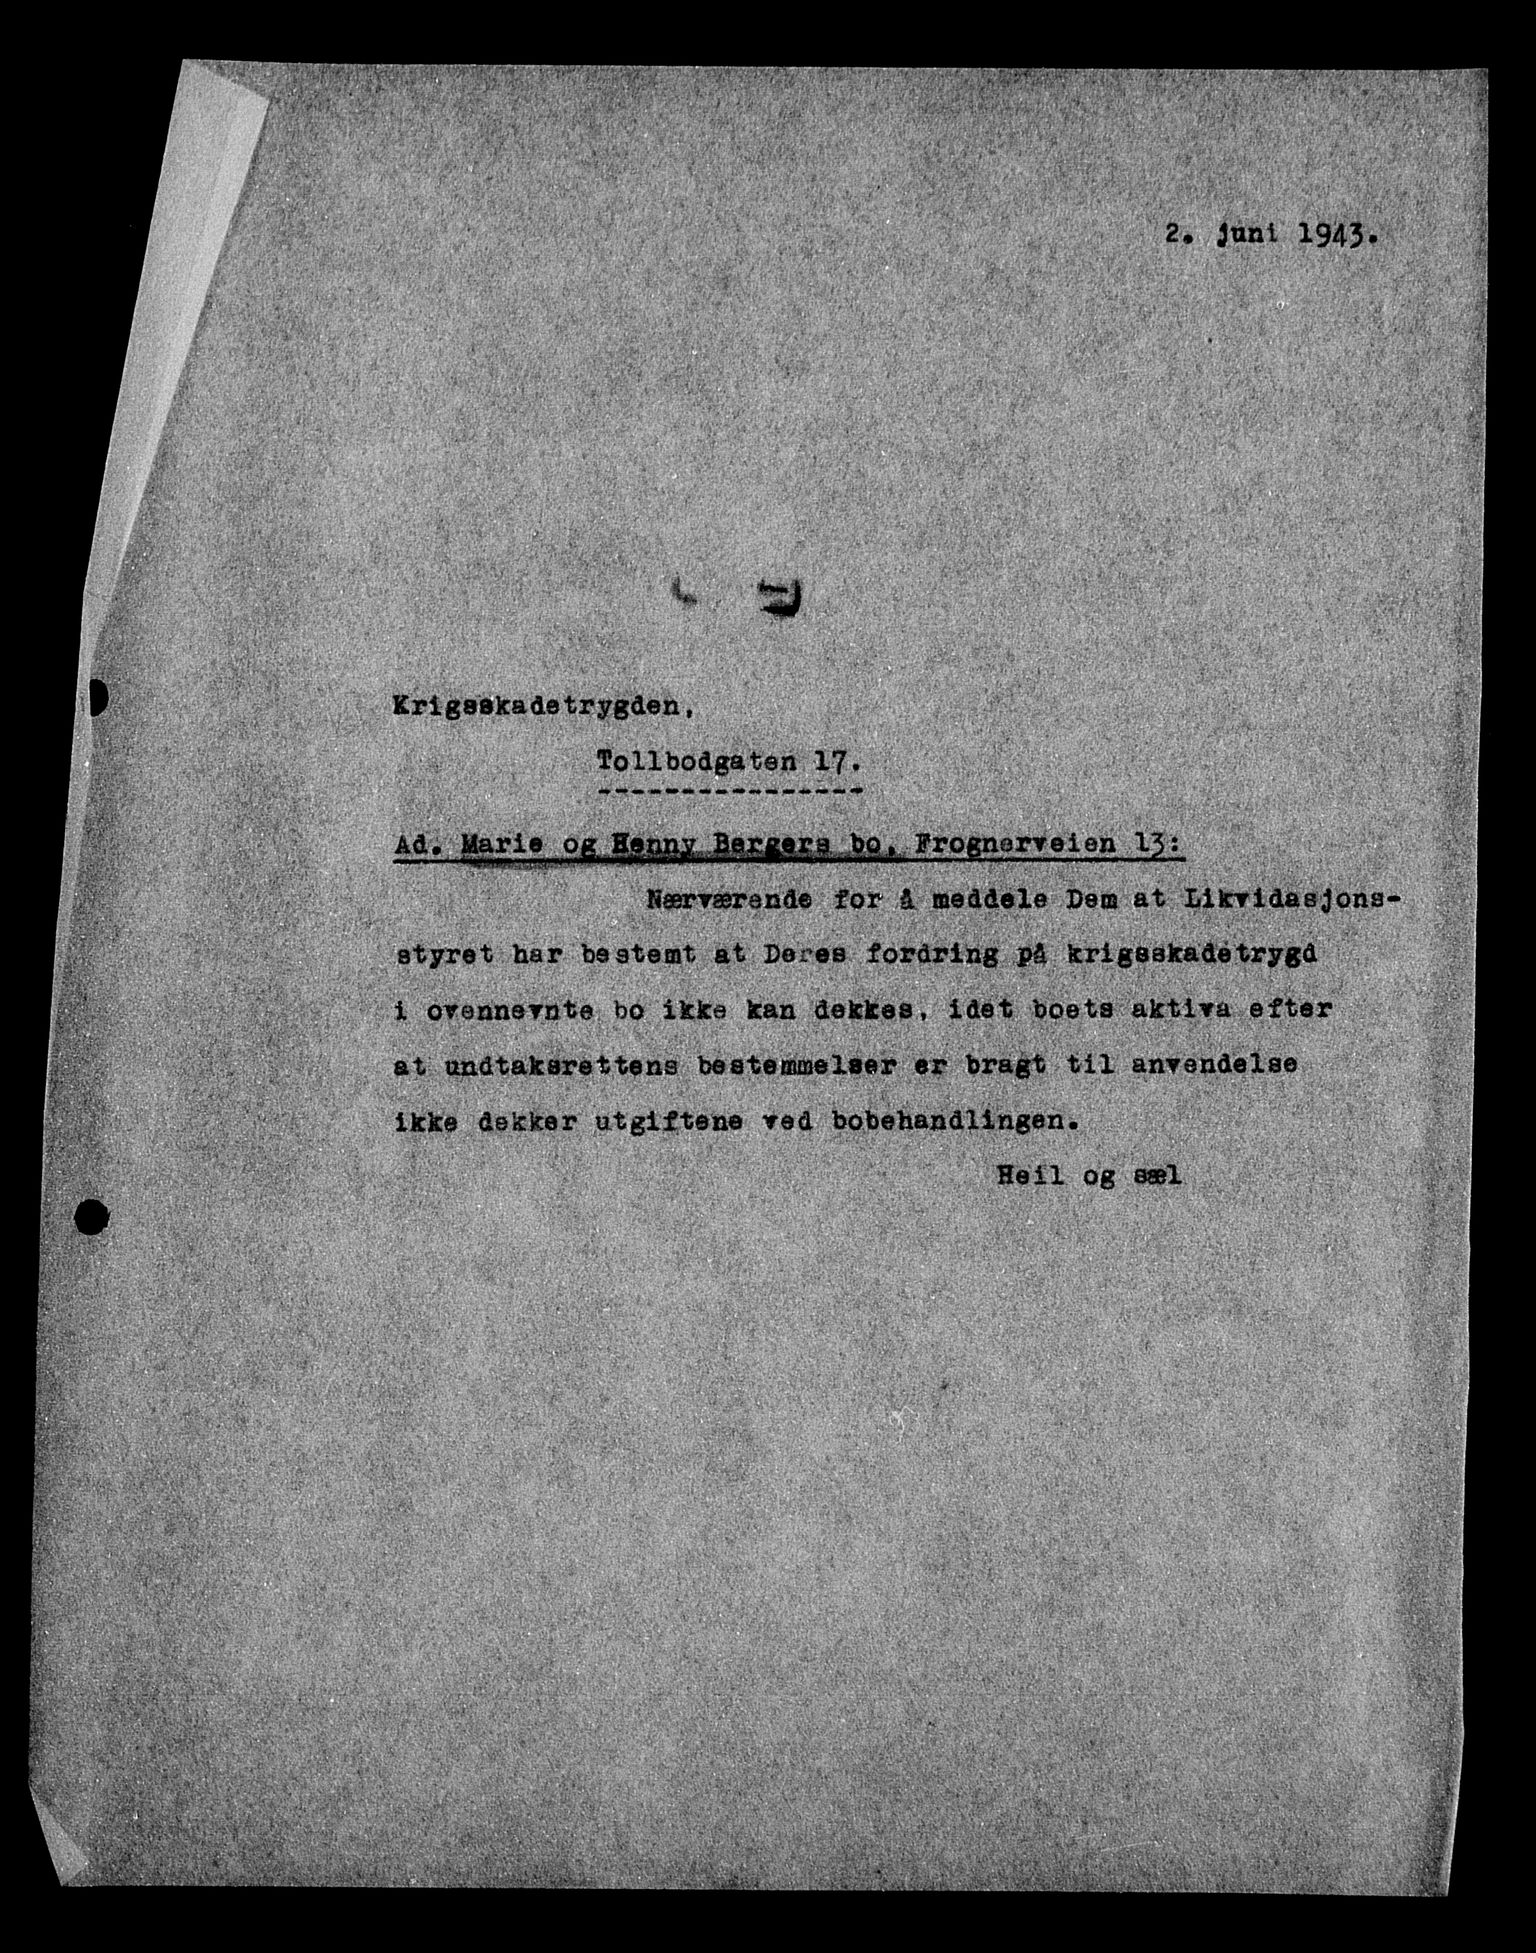 2. juni 1943.
Krigsskadetrygden,
Tollbodgaten 17.
----------------
Ad. Marie og Henny Bergers bo, Frognerveien 13:
Nærværende for å meddele Dem at Likvidasjons-
styret har bestemt at Deres fordring på krigsskadetrygd
i ovennevnte bo ikke kan dekkes, idet boets aktiva efter
at undtaksrettens bestemmelser er bragt til anvendelse
ikke dekker utgiftene ved bobehandlingen.
Heil og sæl